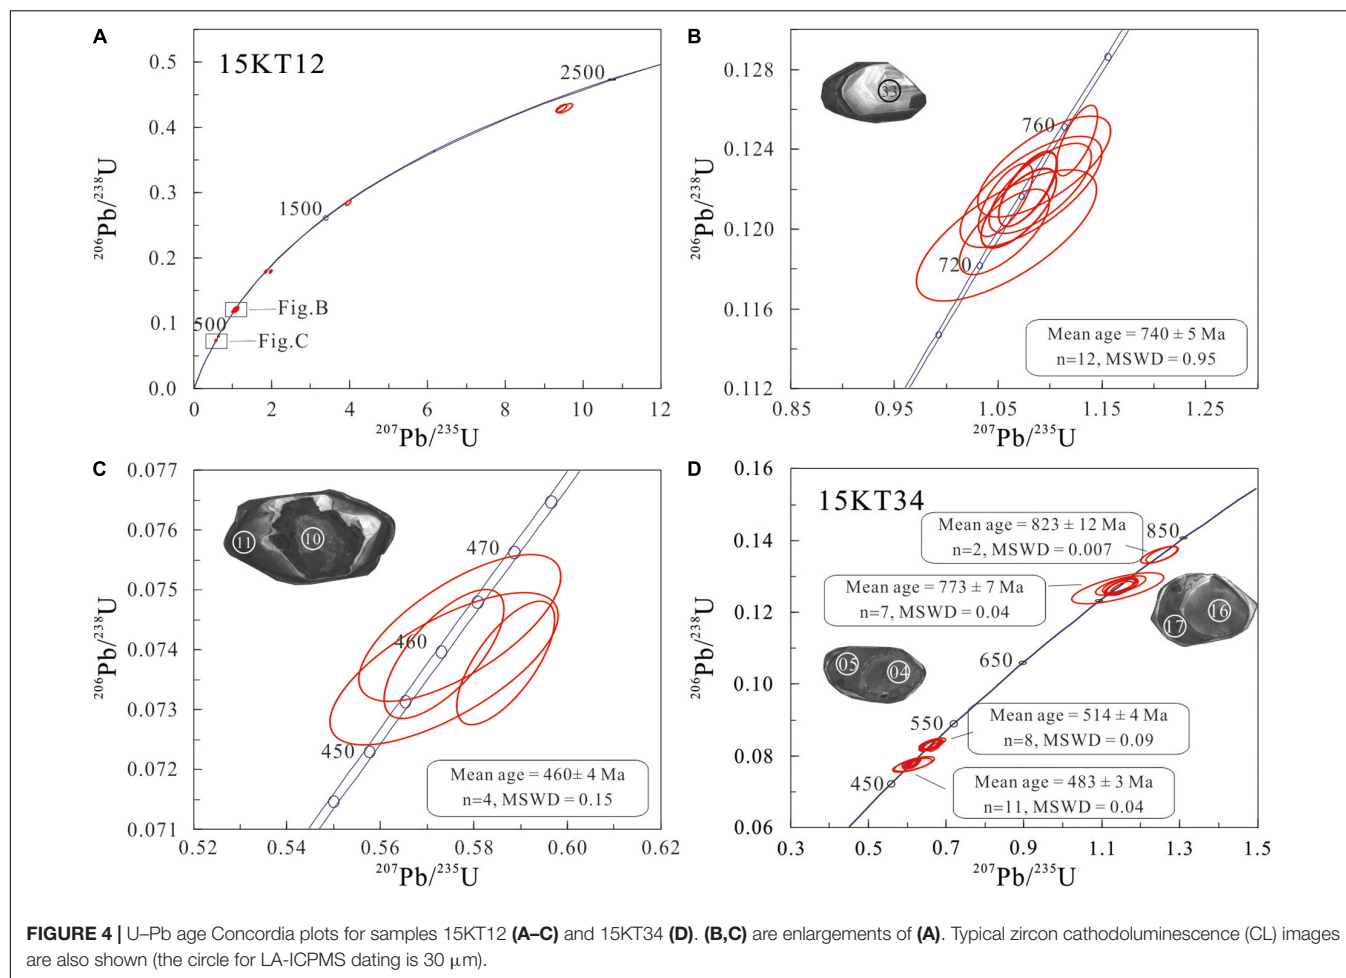 A
15KT12
0.5
0.4
0.3
0.2
0.1
0.0
2500
1500
500
Fig.B
Fig.C
0 2 4 6 8 10 12
206Pb/238U
207Pb/235U
B
0.128
0.124
0.120
0.116
0.112
33
760
720
Mean age = 740 ± 5 Ma
n=12, MSWD = 0.95
0.85 0.95 1.05 1.15 1.25
206Pb/238U
207Pb/235U
C
0.077
0.076
0.075
0.074
0.073
0.072
0.071
11 10
470
460
450
Mean age = 460± 4 Ma
n=4, MSWD = 0.15
0.52 0.54 0.56 0.58 0.60 0.62
206Pb/238U
207Pb/235U
D
15KT34
0.16
0.14
0.12
0.10
0.08
0.06
Mean age = 823 ± 12 Ma
n=2, MSWD = 0.007
850
Mean age = 773 ± 7 Ma
n=7, MSWD = 0.04
17 16
05 04
650
550
450
Mean age = 514 ± 4 Ma
n=8, MSWD = 0.09
Mean age = 483 ± 3 Ma
n=11, MSWD = 0.04
0.3 0.5 0.7 0.9 1.1 1.3 1.5
206Pb/238U
207Pb/235U
FIGURE 4 | U–Pb age Concordia plots for samples 15KT12 (A–C) and 15KT34 (D). (B,C) are enlargements of (A). Typical zircon cathodoluminescence (CL) images
are also shown (the circle for LA-ICPMS dating is 30 μm).